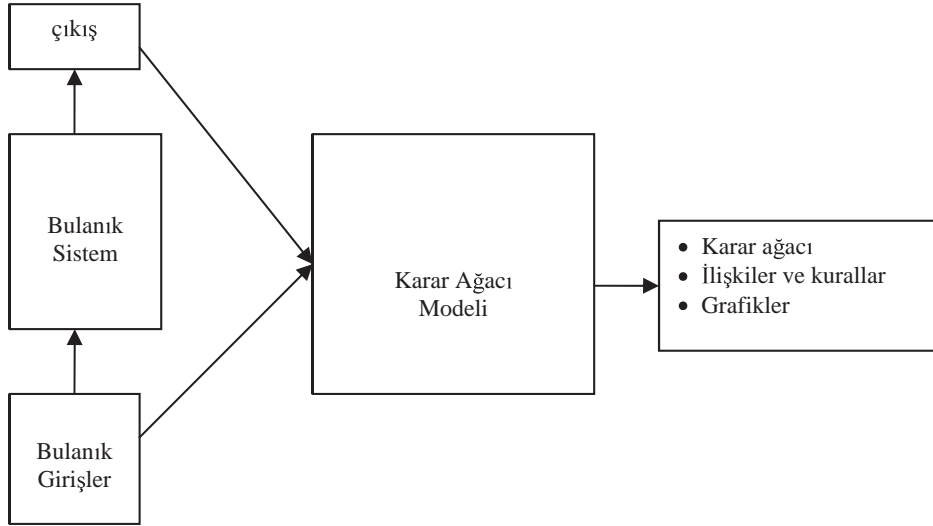 çıkış
Bulanık
Sistem
Bulanık
Girişler
Karar Ağacı
Modeli
• Karar ağacı
• İlişkiler ve kurallar
• Grafikler